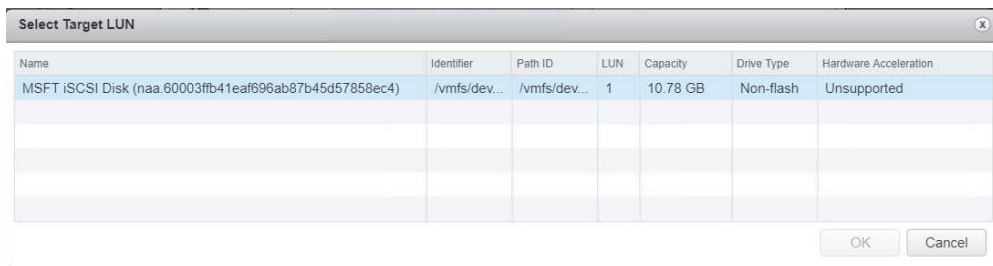 Select Target LUN
Name Identifier Path ID LUN Capacity Drive Type Hardware Acceleration
MSFT iSCSI Disk (naa.60003ffb41eaf696ab87b45d57858ec4) /vmfs/dev... /vmfs/dev... 1 10.78 GB Non-flash Unsupported
OK Cancel